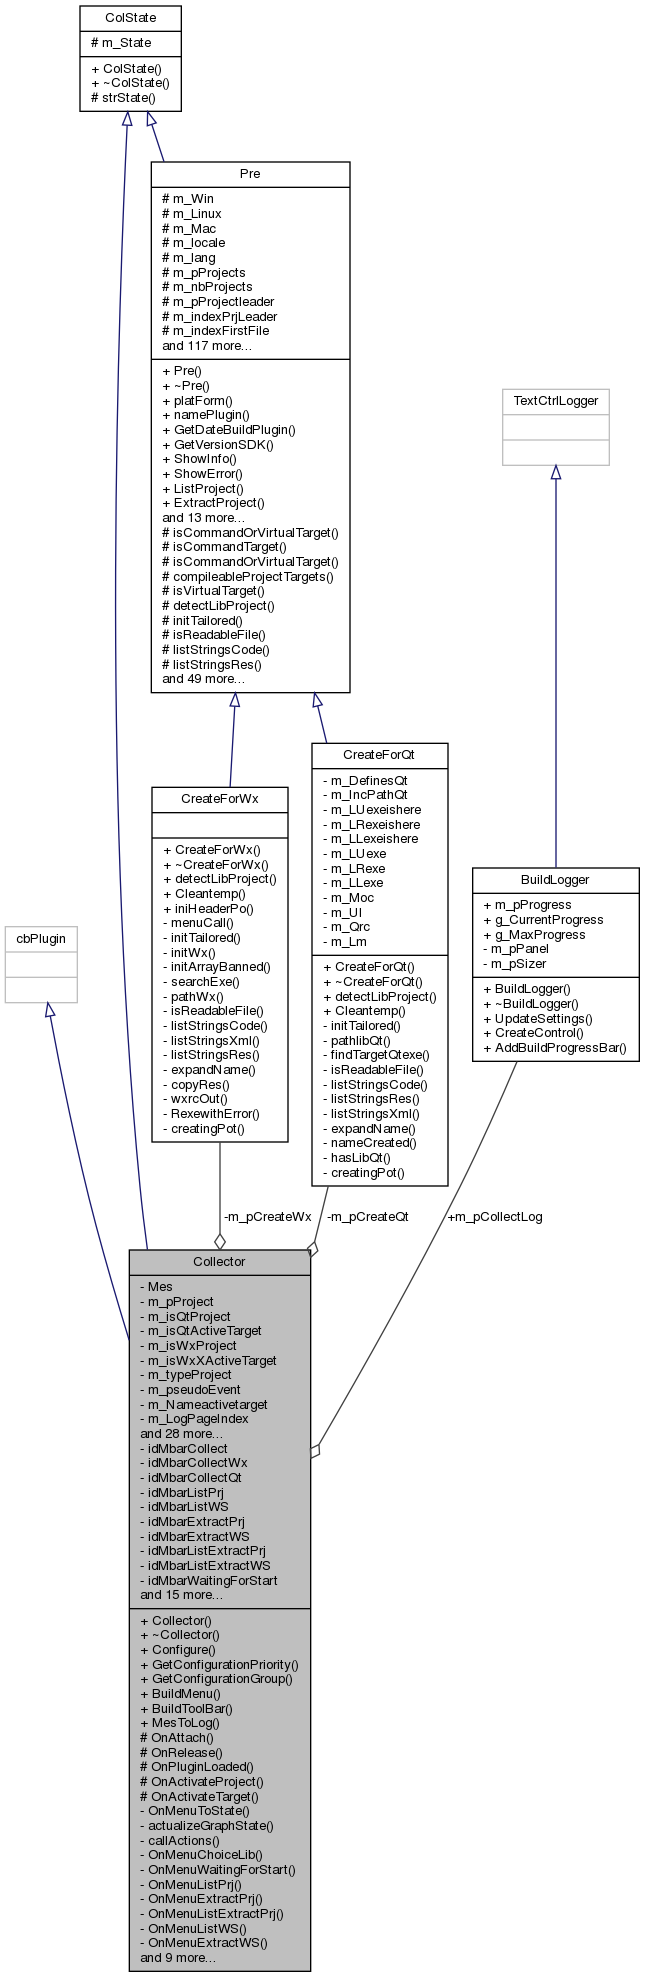 ColState
# m_State
+ ColState()
+ ~ColState()
# strState()
Pre
# m_Win
# m_Linux
# m_Mac
# m_locale
# m_lang
# m_pProjects
# m_nbProjects
# m_pProjectleader
# m_indexPrjLeader
# m_indexFirstFile
and 117 more...
+ Pre()
+ ~Pre()
+ platForm()
+ namePlugin()
+ GetDateBuildPlugin()
+ GetVersionSDK()
+ ShowInfo()
+ ShowError()
+ ListProject()
+ ExtractProject()
and 13 more...
# isCommandOrVirtualTarget()
# isCommandTarget()
# isCommandOrVirtualTarget()
# compileableProjectTargets()
# isVirtualTarget()
# detectLibProject()
# initTailored()
# isReadableFile()
# listStringsCode()
# listStringsRes()
and 49 more...
TextCtrlLogger
CreateForWx
+ CreateForWx()
+ ~CreateForWx()
+ detectLibProject()
+ Cleantemp()
+ iniHeaderPo()
- menuCall()
- initTailored()
- initWx()
- initArrayBanned()
- searchExe()
- pathWx()
- isReadableFile()
- listStringsCode()
- listStringsXml()
- listStringsRes()
- expandName()
- copyRes()
- wxrcOut()
- RexewithError()
- creatingPot()
CreateForQt
- m_DefinesQt
- m_IncPathQt
- m_LUexeishere
- m_LRexeishere
- m_LLexeishere
- m_LUexe
- m_LRexe
- m_LLexe
- m_Moc
- m_UI
- m_Qrc
- m_Lm
+ CreateForQt()
+ ~CreateForQt()
+ detectLibProject()
+ Cleantemp()
- initTailored()
- pathlibQt()
- findTargetQtexe()
- isReadableFile()
- listStringsCode()
- listStringsRes()
- listStringsXml()
- expandName()
- nameCreated()
- hasLibQt()
- creatingPot()
BuildLogger
+ m_pProgress
+ g_CurrentProgress
+ g_MaxProgress
- m_pPanel
- m_pSizer
+ BuildLogger()
+ ~BuildLogger()
+ UpdateSettings()
+ CreateControl()
+ AddBuildProgressBar()
cbPlugin
-m_pCreateWx
-m_pCreateQt
+m_pCollectLog
Collector
- Mes
- m_pProject
- m_isQtProject
- m_isQtActiveTarget
- m_isWxProject
- m_isWxXActiveTarget
- m_typeProject
- m_pseudoEvent
- m_Nameactivetarget
- m_LogPageIndex
and 28 more...
- idMbarCollect
- idMbarCollectWx
- idMbarCollectQt
- idMbarListPrj
- idMbarListWS
- idMbarExtractPrj
- idMbarExtractWS
- idMbarListExtractPrj
- idMbarListExtractWS
- idMbarWaitingForStart
and 15 more...
+ Collector()
+ ~Collector()
+ Configure()
+ GetConfigurationPriority()
+ GetConfigurationGroup()
+ BuildMenu()
+ BuildToolBar()
+ MesToLog()
# OnAttach()
# OnRelease()
# OnPluginLoaded()
# OnActivateProject()
# OnActivateTarget()
- OnMenuToState()
- actualizeGraphState()
- callActions()
- OnMenuChoiceLib()
- OnMenuWaitingForStart()
- OnMenuListPrj()
- OnMenuExtractPrj()
- OnMenuListExtractPrj()
- OnMenuListWS()
- OnMenuExtractWS()
and 9 more...